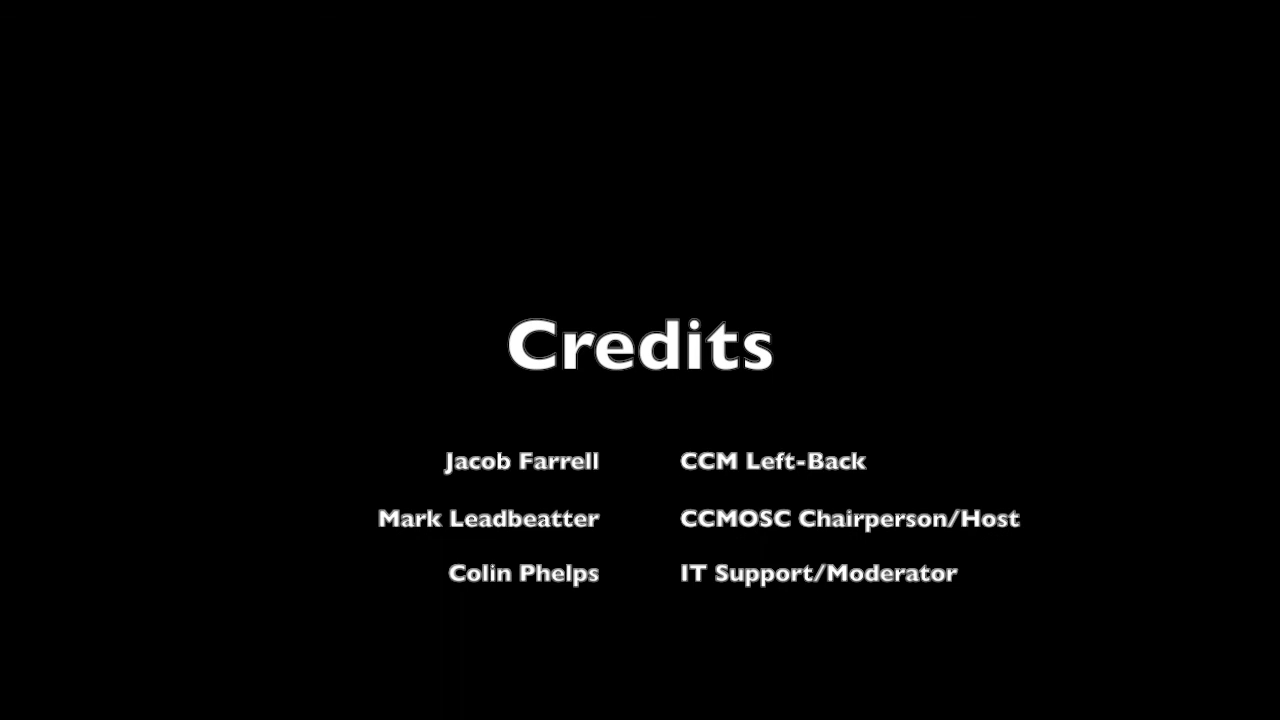 Credits
Jacob Farrell CCM Left-Back
Mark Leadbeatter CCMOSC Chairperson/Host
Colin Phelps IT Support/Moderator